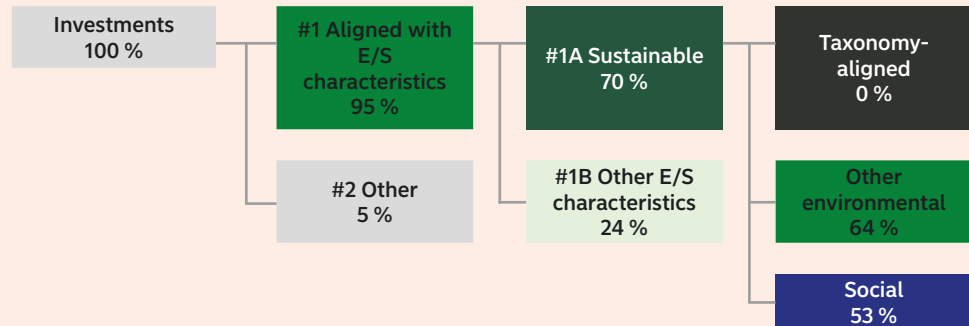 Investments
100 %
#1 Aligned with
E/S
characteristics
95 %
#1A Sustainable
70 %
Taxonomy-
aligned
0 %
#2 Other
5 %
#1B Other E/S
characteristics
24 %
Other
environmental
64 %
Social
53 %